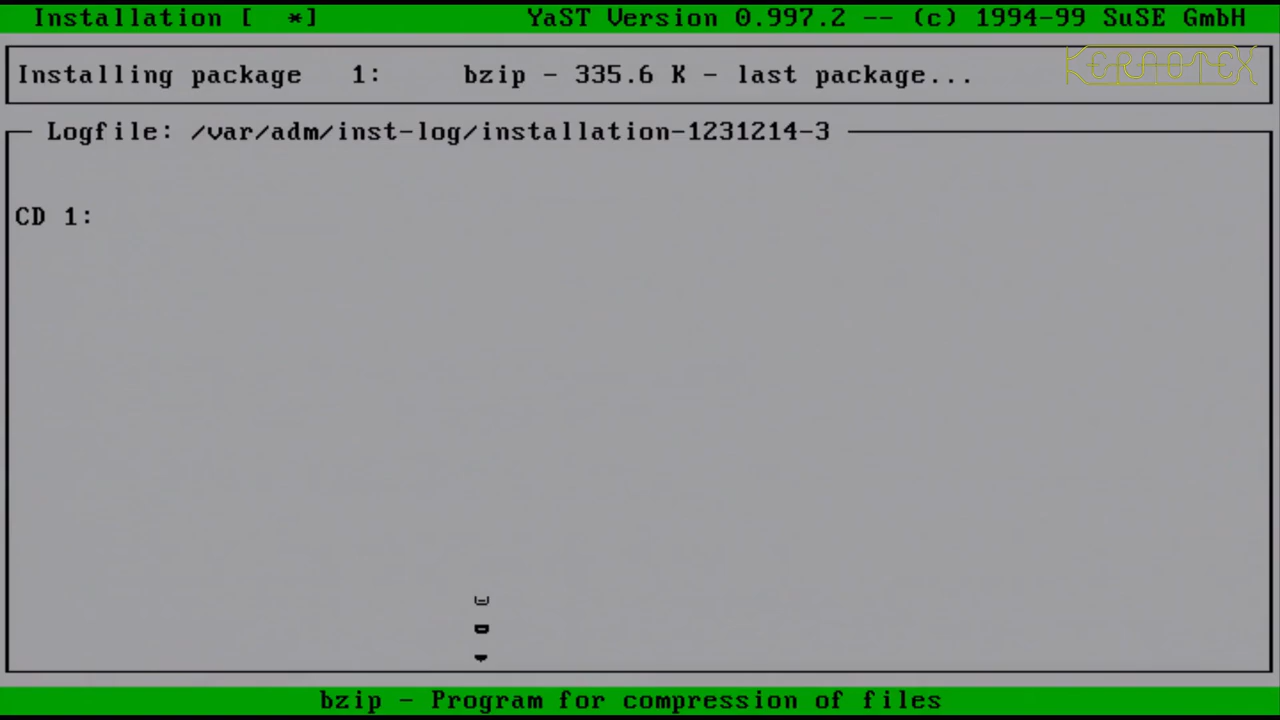 Installation [  *]    YaST Version 0.997.2 -- (c) 1994-99 SuSE GmbH
KERAOTEX
Installing package   1:     bzip - 335.6 K - last package...
Logfile: /var/adm/inst-log/installation-1231214-3
CD 1:
bzip - Program for compression of files